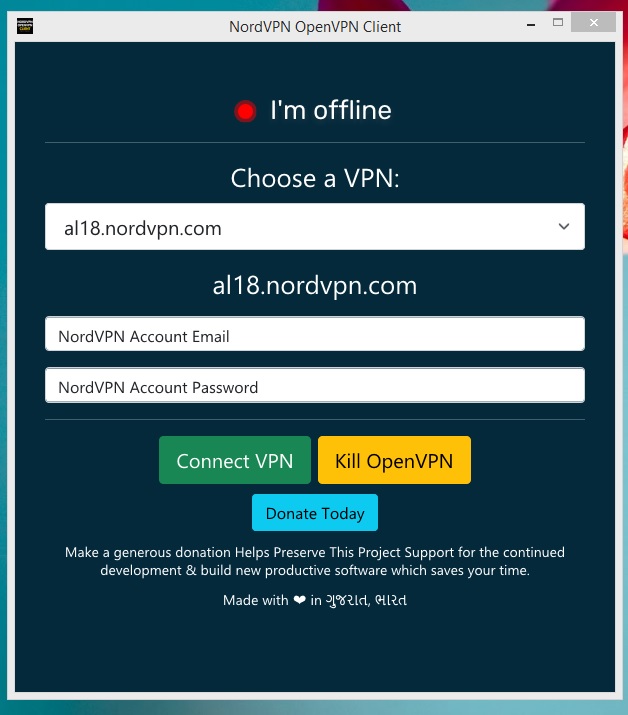 NordVPN OpenVPN Client
I'm offline
Choose a VPN:
al18.nordvpn.com
al18.nordvpn.com
NordVPN Account Email
NordVPN Account Password
Connect VPN
Kill OpenVPN
Donate Today
Make a generous donation Helps Preserve This Project Support for the continued
development & build new productive software which saves your time.
Made with ❤ in ગુજરાત, ભારત